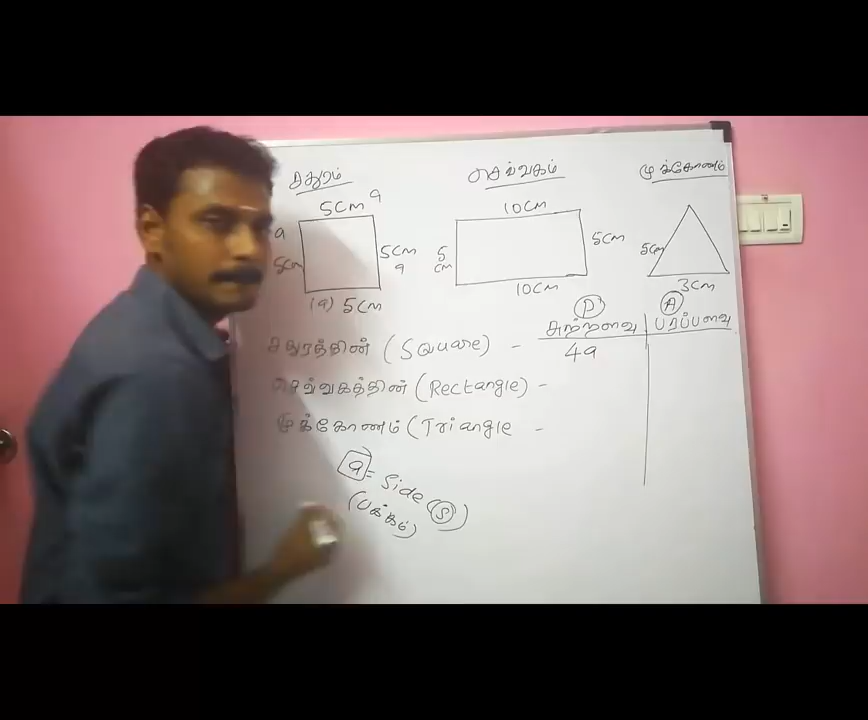 சதுரம்
செவ்வகம்
முக்கோணம்
5cm a
a
5cm
5cm
a
(a) 5cm
10cm
5cm
5
cm
10cm
5cm
3cm
P
A
சுற்றளவு
பரப்பளவு
சதுரத்தின் (Square) -
4a
செவ்வகத்தின் (Rectangle) -
முக்கோணம் (Triangle -
a = Side (S)
(பக்கம்)